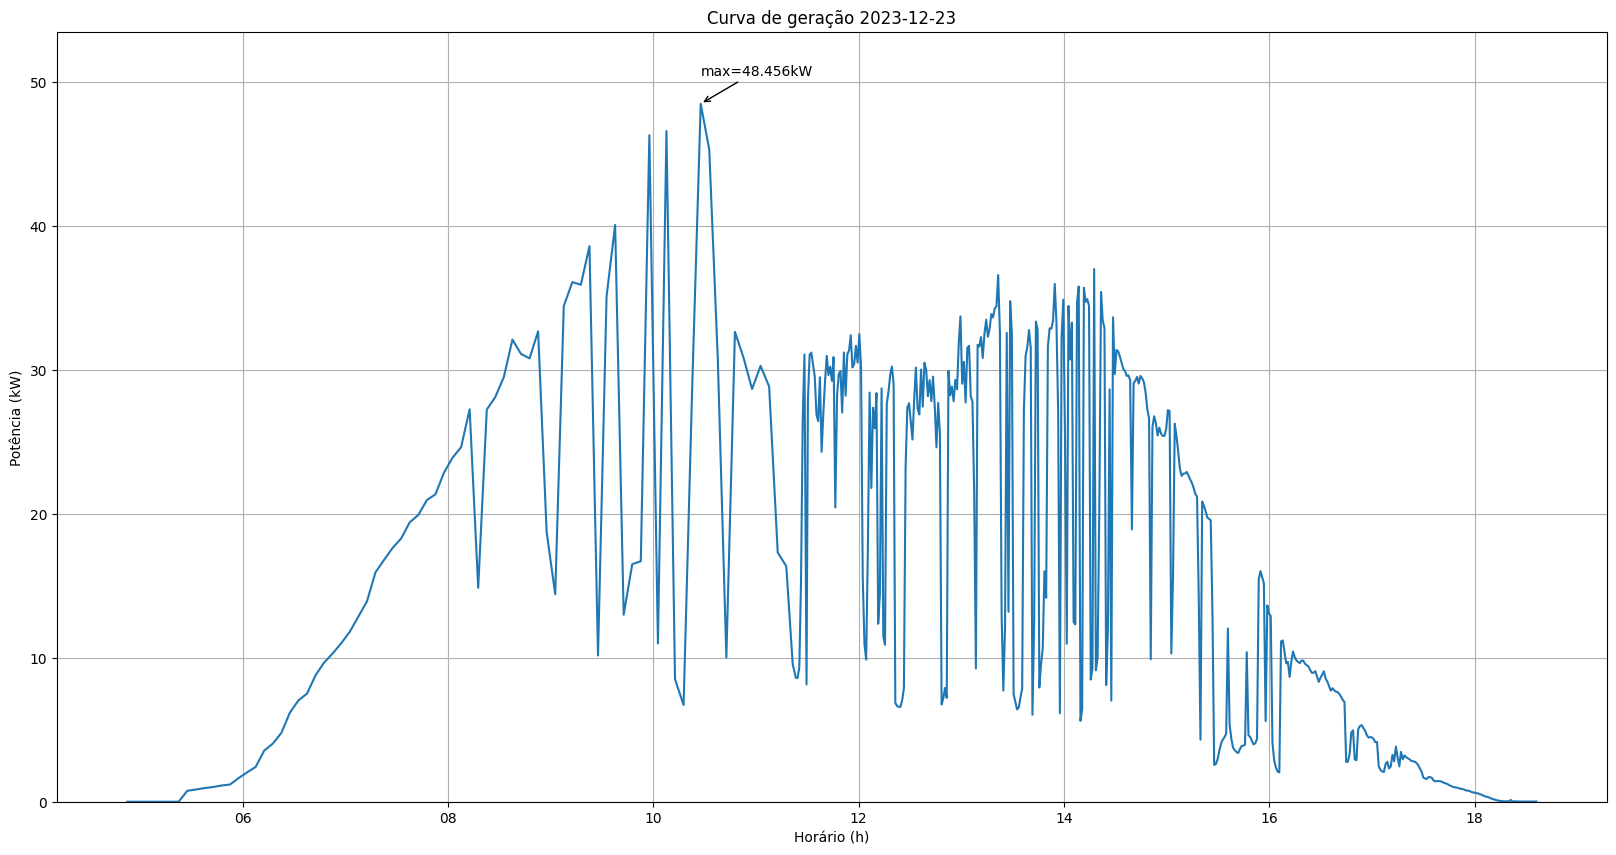 Curva de geração 2023-12-23
max=48.456kW
50
40
30
20
10
0
Potência (kW)
06 08 10 12 14 16 18
Horário (h)